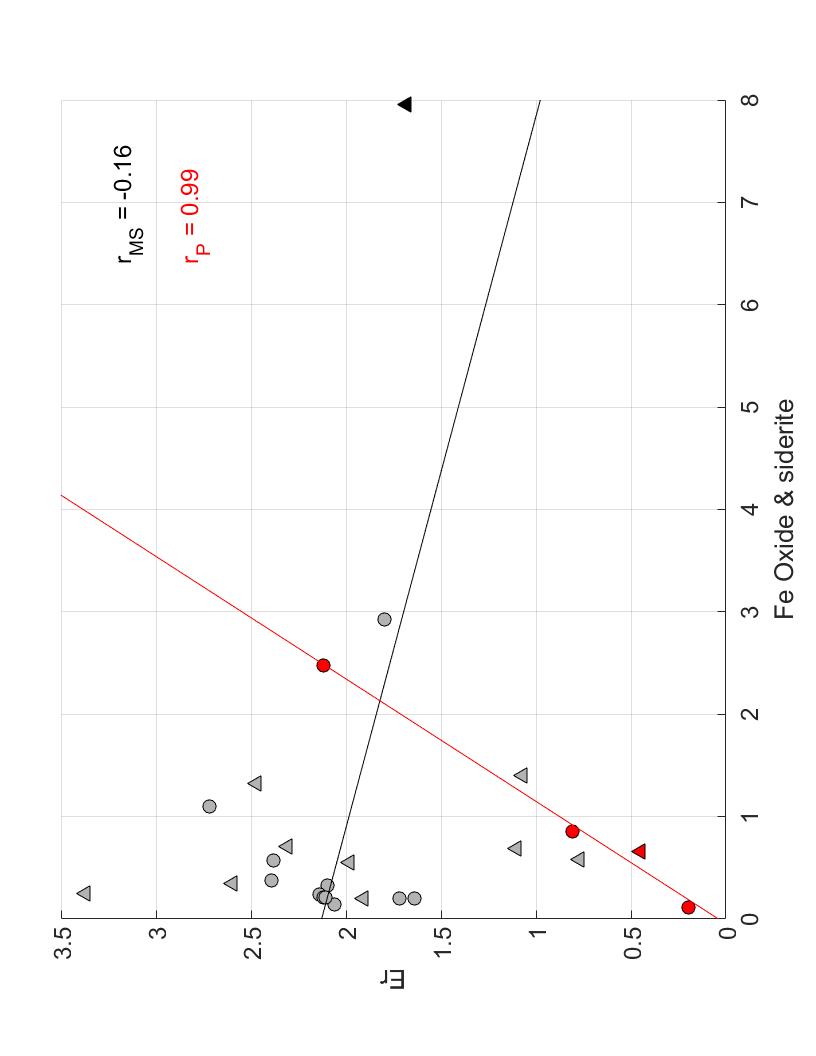 3.5
3
2.5
2
1.5
1
0.5
0
Er
r_MS = -0.16
r_P = 0.99
0 1 2 3 4 5 6 7 8
Fe Oxide & siderite